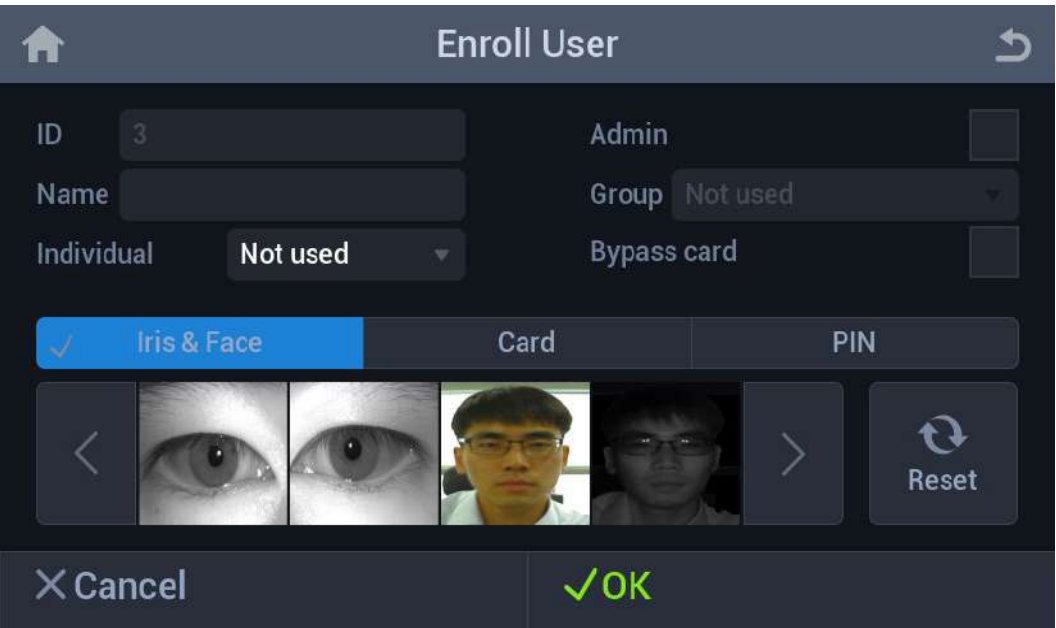 Enroll User
ID 3 Admin
Name Group Not used
Individual Not used Bypass card
Iris & Face Card PIN
Reset
Cancel OK